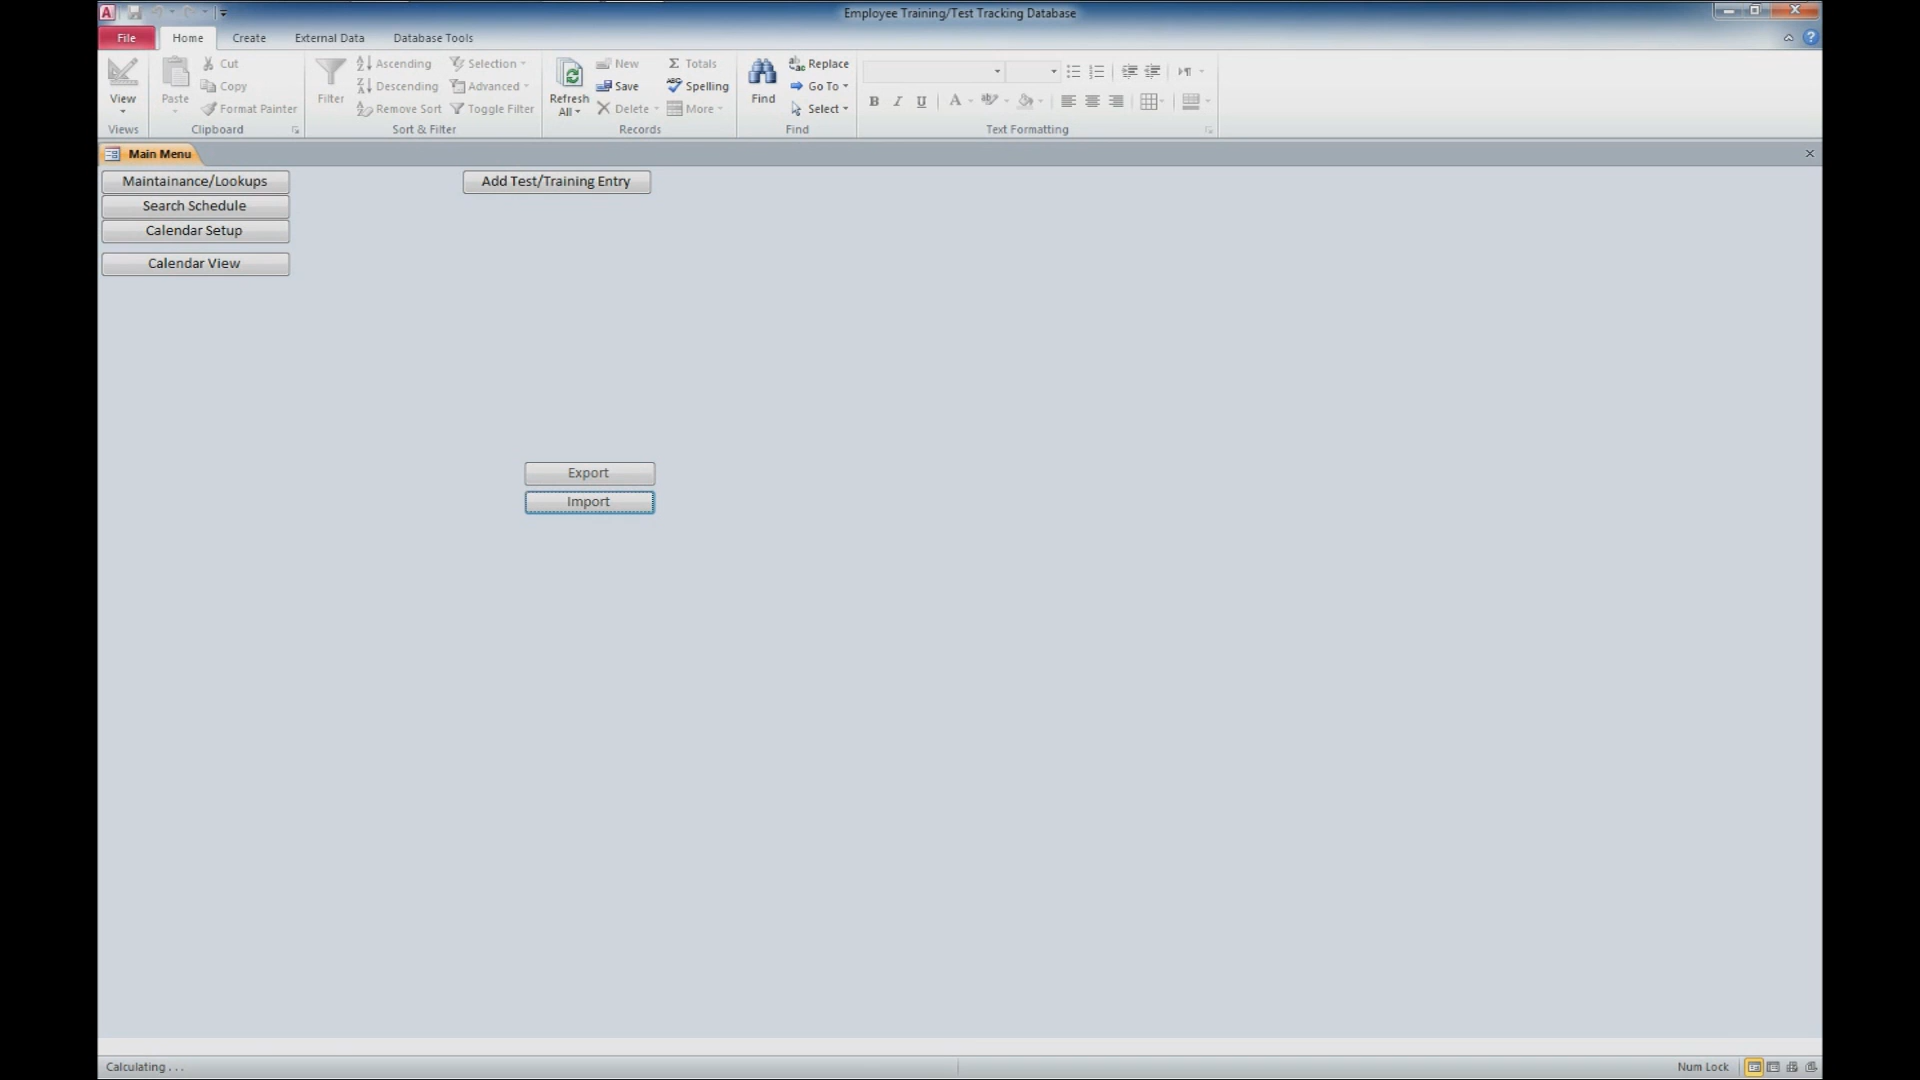 Employee Training/Test Tracking Database
File Home Create External Data Database Tools
View
Views
Paste
Cut
Copy
Format Painter
Clipboard
Filter
Ascending
Descending
Remove Sort
Selection
Advanced
Toggle Filter
Sort & Filter
Refresh
All
New
Save
Delete
Totals
Spelling
More
Records
Find
Replace
Go To
Select
Find
B I U A
Text Formatting
Main Menu
Maintainance/Lookups
Add Test/Training Entry
Search Schedule
Calendar Setup
Calendar View
Export
Import
Calculating . . .
Num Lock